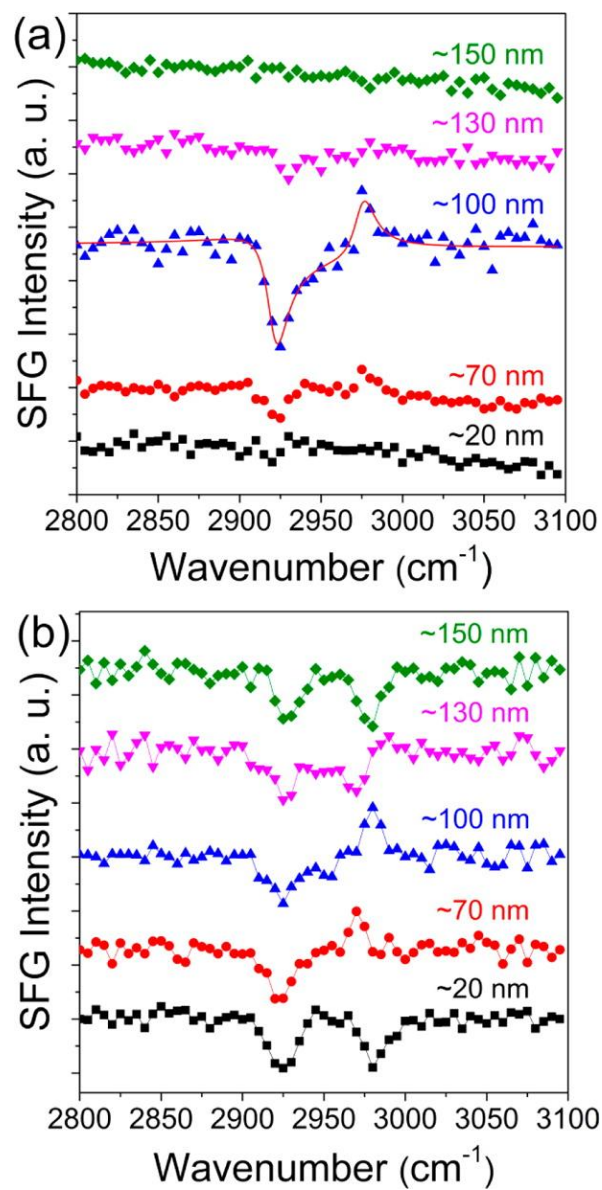 (a)
~150 nm
~130 nm
~100 nm
~70 nm
~20 nm
SFG Intensity (a. u.)
2800 2850 2900 2950 3000 3050 3100
Wavenumber (cm⁻¹)
(b)
~150 nm
~130 nm
~100 nm
~70 nm
~20 nm
SFG Intensity (a. u.)
2800 2850 2900 2950 3000 3050 3100
Wavenumber (cm⁻¹)